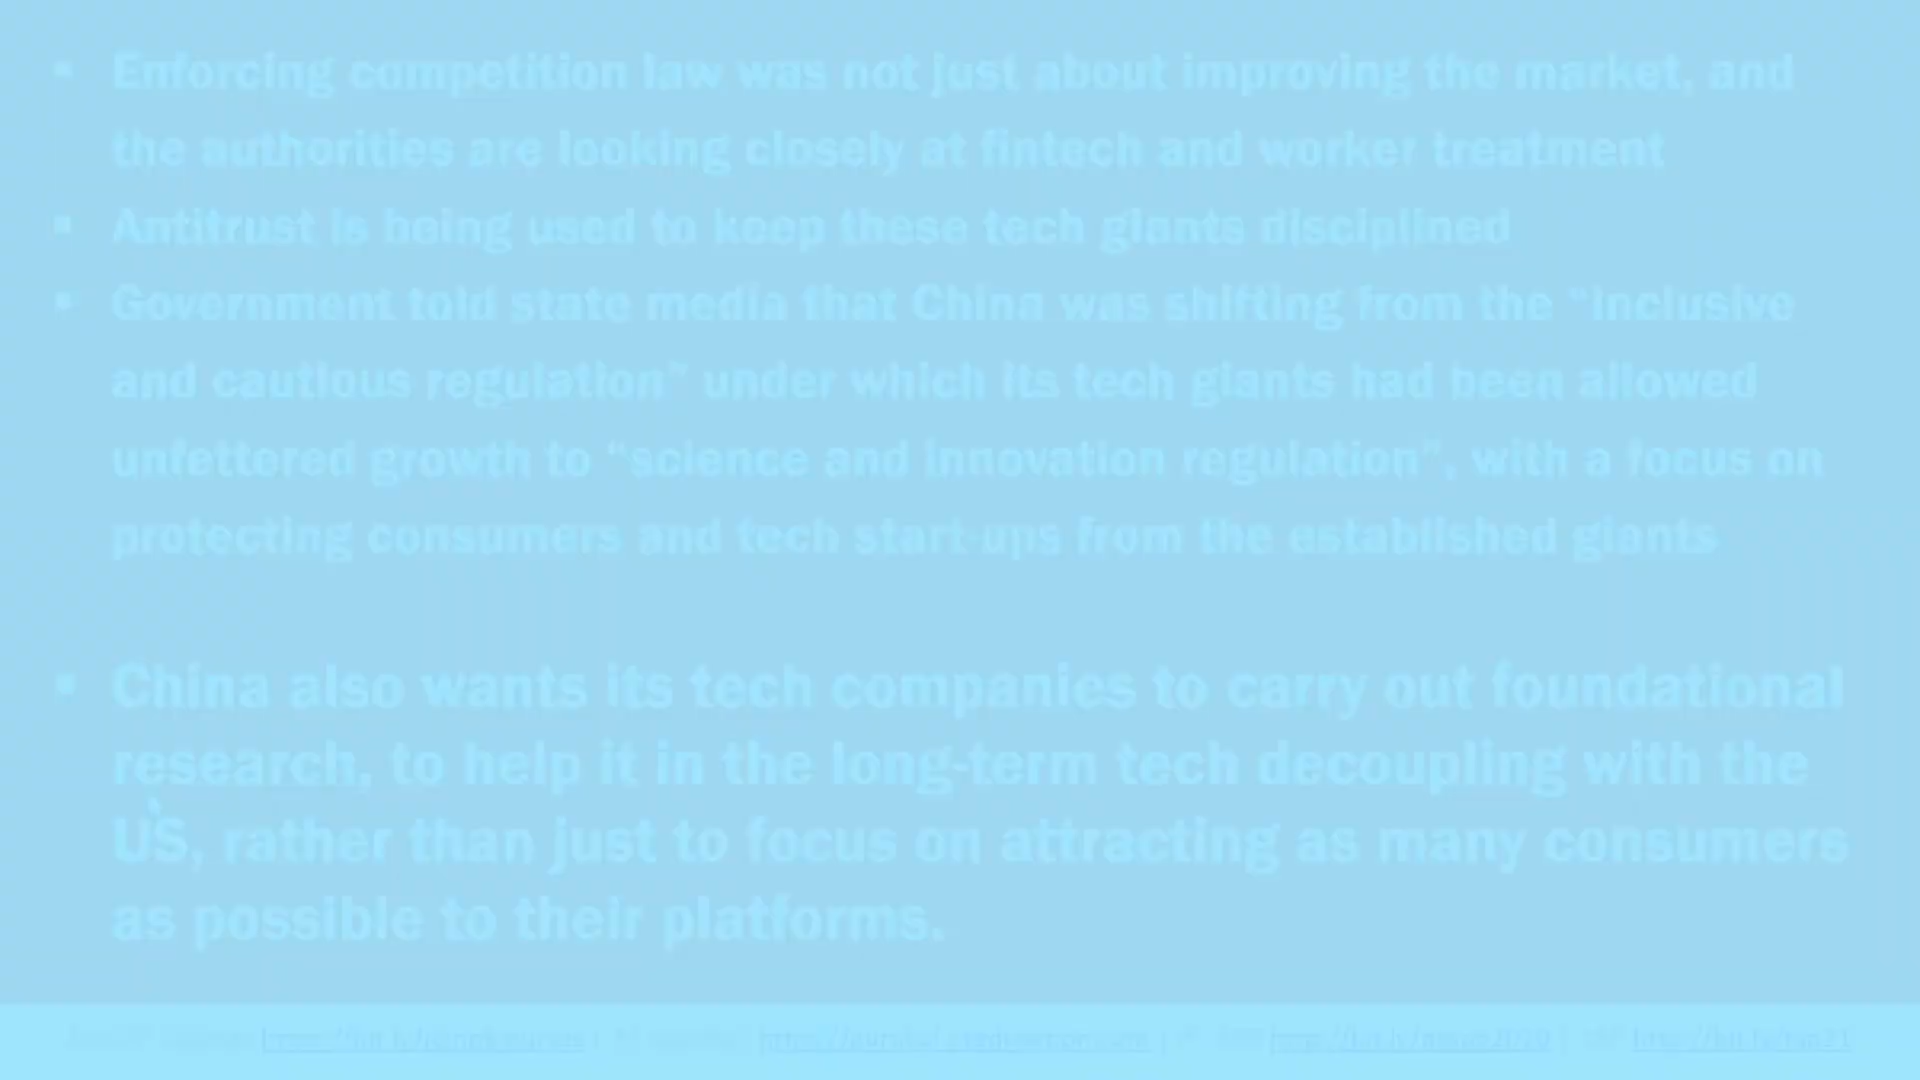 ▪ Enforcing competition law was not just about improving the market, and
the authorities are looking closely at fintech and worker treatment
▪ Antitrust is being used to keep these tech giants disciplined
▪ Government told state media that China was shifting from the “inclusive
and cautious regulation” under which its tech giants had been allowed
unfettered growth to “science and innovation regulation”, with a focus on
protecting consumers and tech start-ups from the established giants
▪ China also wants its tech companies to carry out foundational
research, to help it in the long-term tech decoupling with the
US, rather than just to focus on attracting as many consumers
as possible to their platforms.